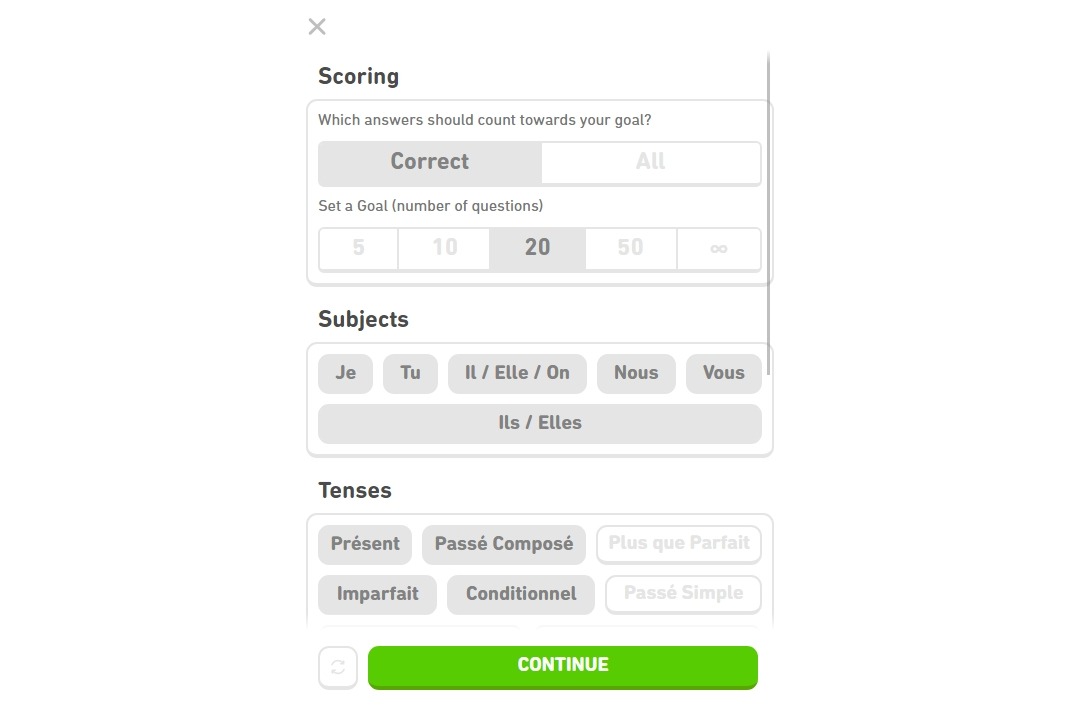 Scoring
Which answers should count towards your goal?
Correct All
Set a Goal (number of questions)
5 10 20 50 ∞
Subjects
Je Tu Il / Elle / On Nous Vous
Ils / Elles
Tenses
Présent Passé Composé Plus que Parfait
Imparfait Conditionnel Passé Simple
CONTINUE